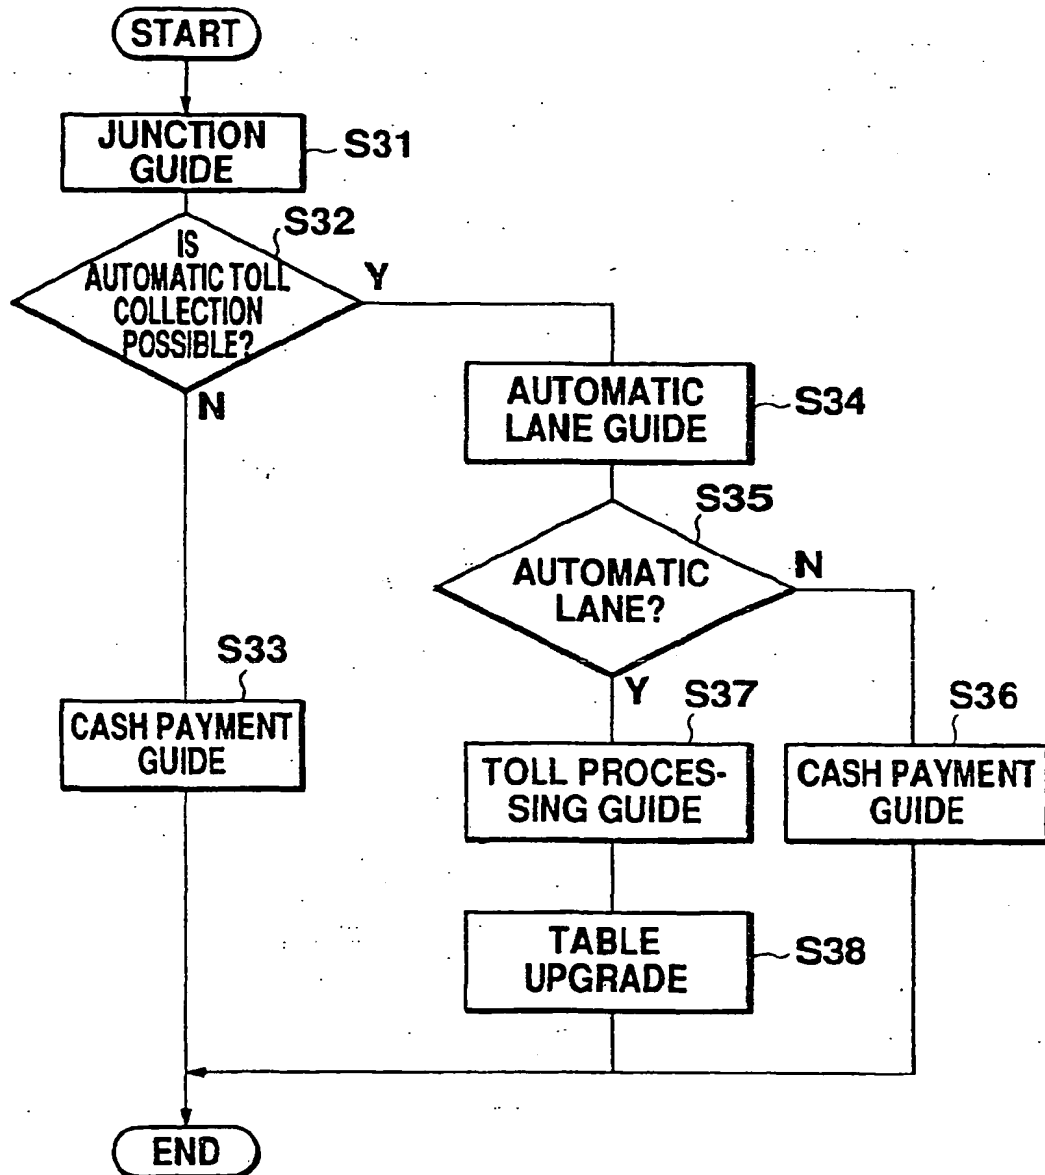 START
JUNCTION
GUIDE
S31
S32
IS
AUTOMATIC TOLL
COLLECTION
POSSIBLE?
Y
N
AUTOMATIC
LANE GUIDE
S34
S35
AUTOMATIC
LANE?
N
Y
S33
CASH PAYMENT
GUIDE
S37
TOLL PROCES-
SING GUIDE
S36
CASH PAYMENT
GUIDE
TABLE
UPGRADE
S38
END